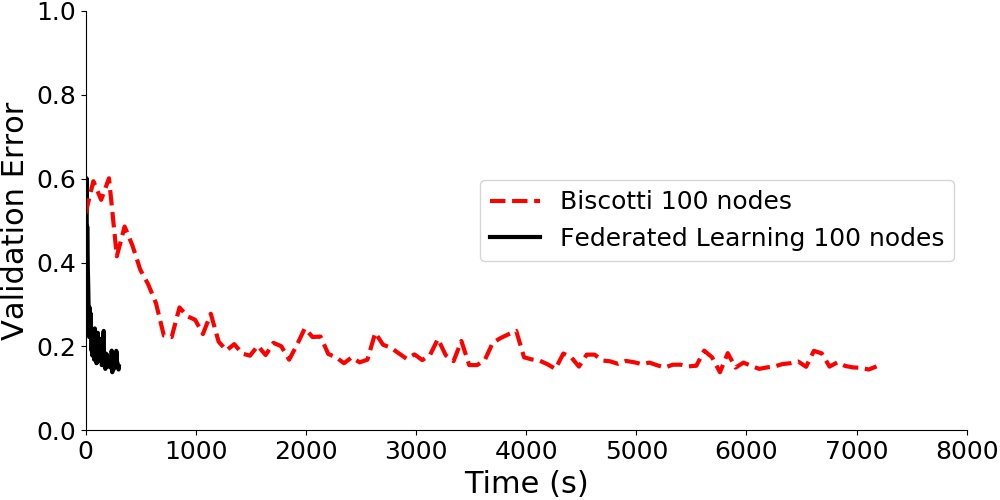 1.0
0.8
0.6
0.4
0.2
0.0
Validation Error
Biscotti 100 nodes
Federated Learning 100 nodes
0 1000 2000 3000 4000 5000 6000 7000 8000
Time (s)